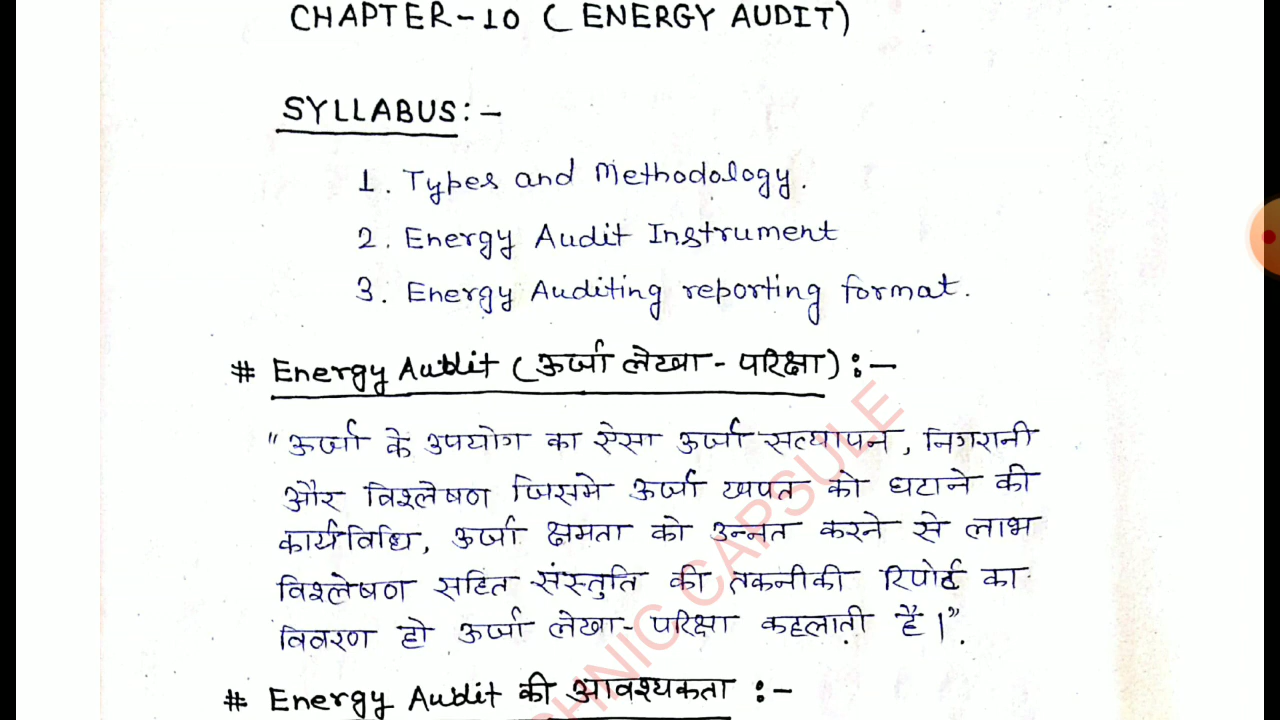 CHAPTER-10 ( ENERGY AUDIT)
SYLLABUS:-
1. Types and Methodology.
2. Energy Audit Instrument
3. Energy Auditing reporting format.
# Energy Audit (ऊर्जा लेखा - परिक्षा) :-
"ऊर्जा के उपयोग का ऐसा ऊर्जा सत्यापन, निगरानी
और विश्लेषण जिसमे ऊर्जा खपत को घटाने की
कार्यविधि, ऊर्जा क्षमता को उन्नत करने से लाभ
विश्लेषण सहित संस्तुति की तकनीकी रिपोर्ट का
विवरण हो ऊर्जा लेखा - परिक्षा कहलाती है।".
# Energy Audit की आवश्यकता :-
HNIC CAPSULE